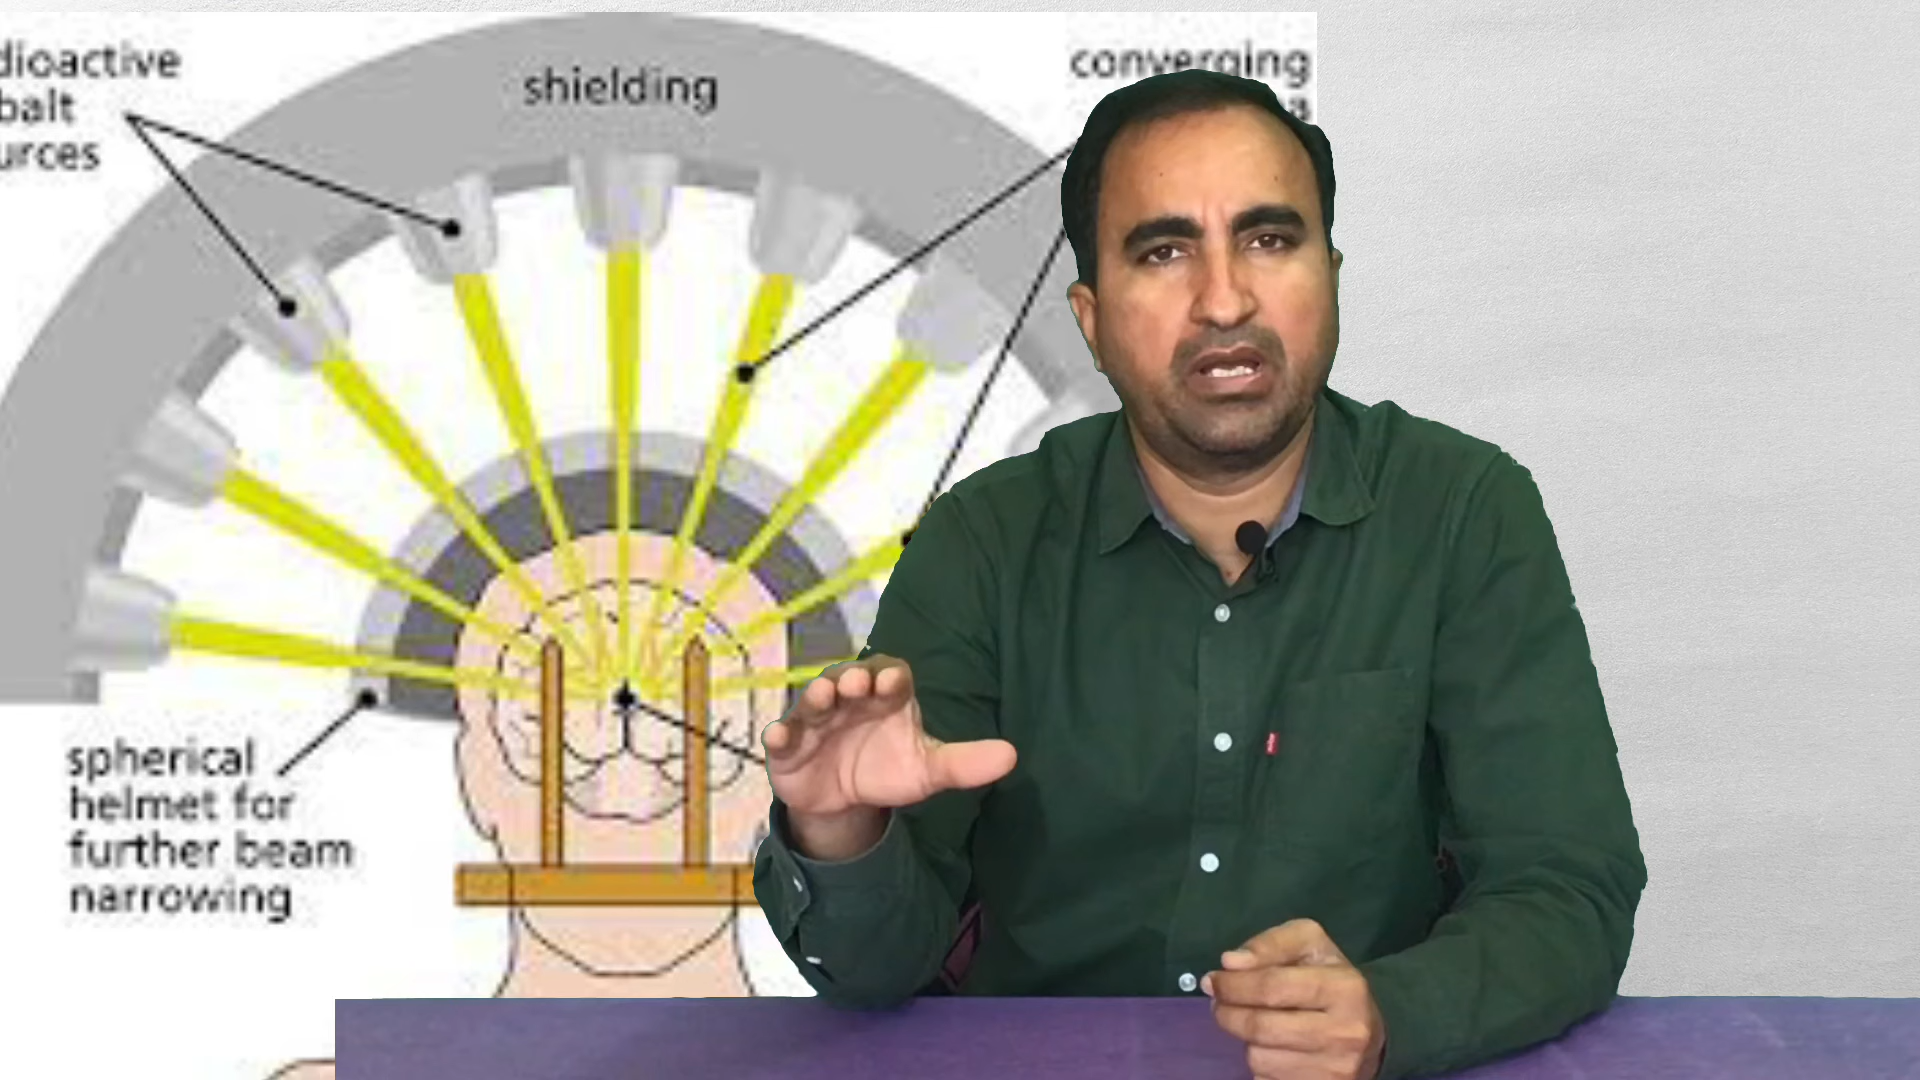 dioactive
balt
urces
shielding
converging
spherical
helmet for
further beam
narrowing